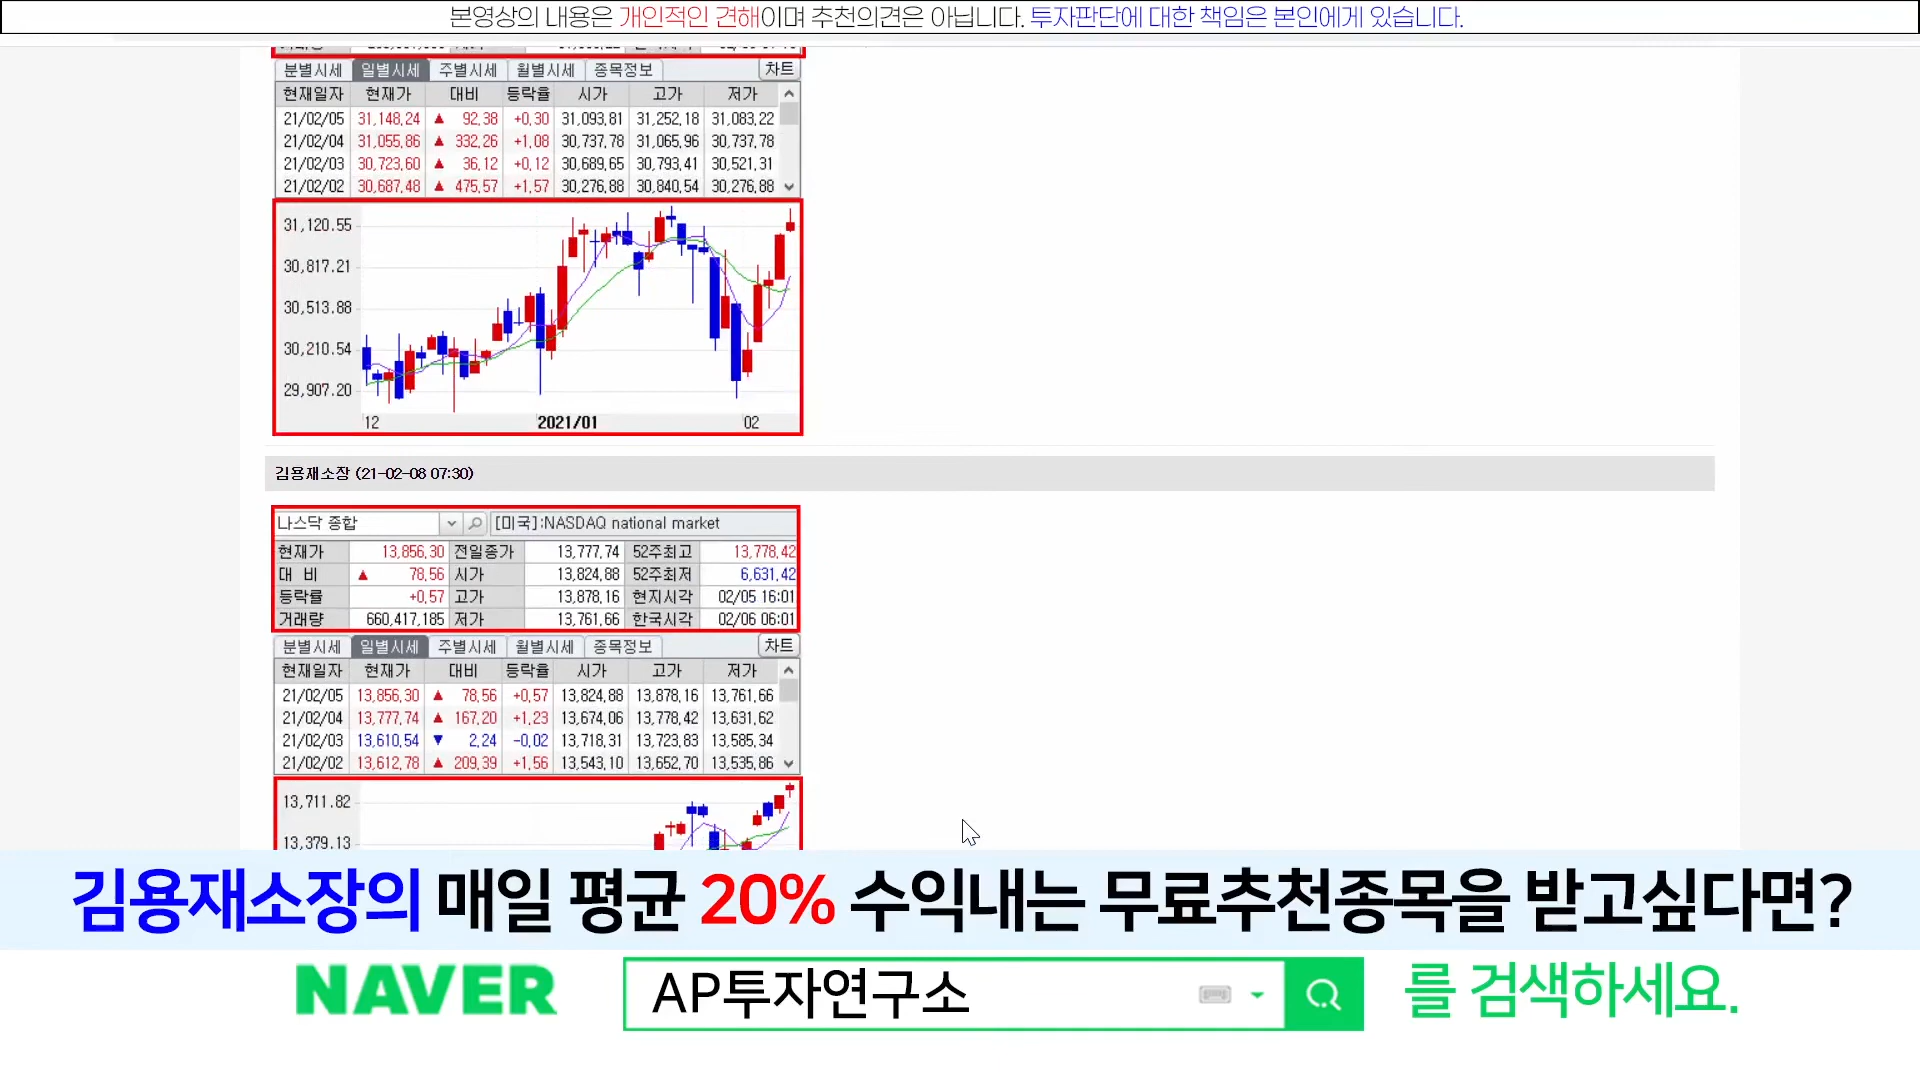 본영상의 내용은 개인적인 견해이며 추천의견은 아닙니다. 투자판단에 대한 책임은 본인에게 있습니다.
분별시세 일별시세 주별시세 월별시세 종목정보 차트
현재일자 현재가 대비 등락율 시가 고가 저가
21/02/05 31,148.24 ▲ 92.38 +0.30 31,093.81 31,252.18 31,083.22
21/02/04 31,055.86 ▲ 332.26 +1.08 30,737.78 31,065.96 30,737.78
21/02/03 30,723.60 ▲ 36.12 +0.12 30,689.65 30,793.41 30,521.31
21/02/02 30,687.48 ▲ 475.57 +1.57 30,276.88 30,840.54 30,276.88
31,120.55
30,817.21
30,513.88
30,210.54
29,907.20
12 2021/01 02
김용재소장 (21-02-08 07:30)
나스닥 종합 [미국]:NASDAQ national market
현재가 13,856.30 전일종가 13,777.74 52주최고 13,778.42
대 비 ▲ 78.56 시가 13,824.88 52주최저 6,631.42
등락률 +0.57 고가 13,878.16 현지시각 02/05 16:01
거래량 660,417,185 저가 13,761.66 한국시각 02/06 06:01
분별시세 일별시세 주별시세 월별시세 종목정보 차트
현재일자 현재가 대비 등락율 시가 고가 저가
21/02/05 13,856.30 ▲ 78.56 +0.57 13,824.88 13,878.16 13,761.66
21/02/04 13,777.74 ▲ 167.20 +1.23 13,674.06 13,778.42 13,631.62
21/02/03 13,610.54 ▼ 2.24 -0.02 13,718.31 13,723.83 13,585.34
21/02/02 13,612.78 ▲ 209.39 +1.56 13,543.10 13,652.70 13,535.86
13,711.82
13,379.13
김용재소장의 매일 평균 20% 수익내는 무료추천종목을 받고싶다면?
NAVER AP투자연구소 를 검색하세요.